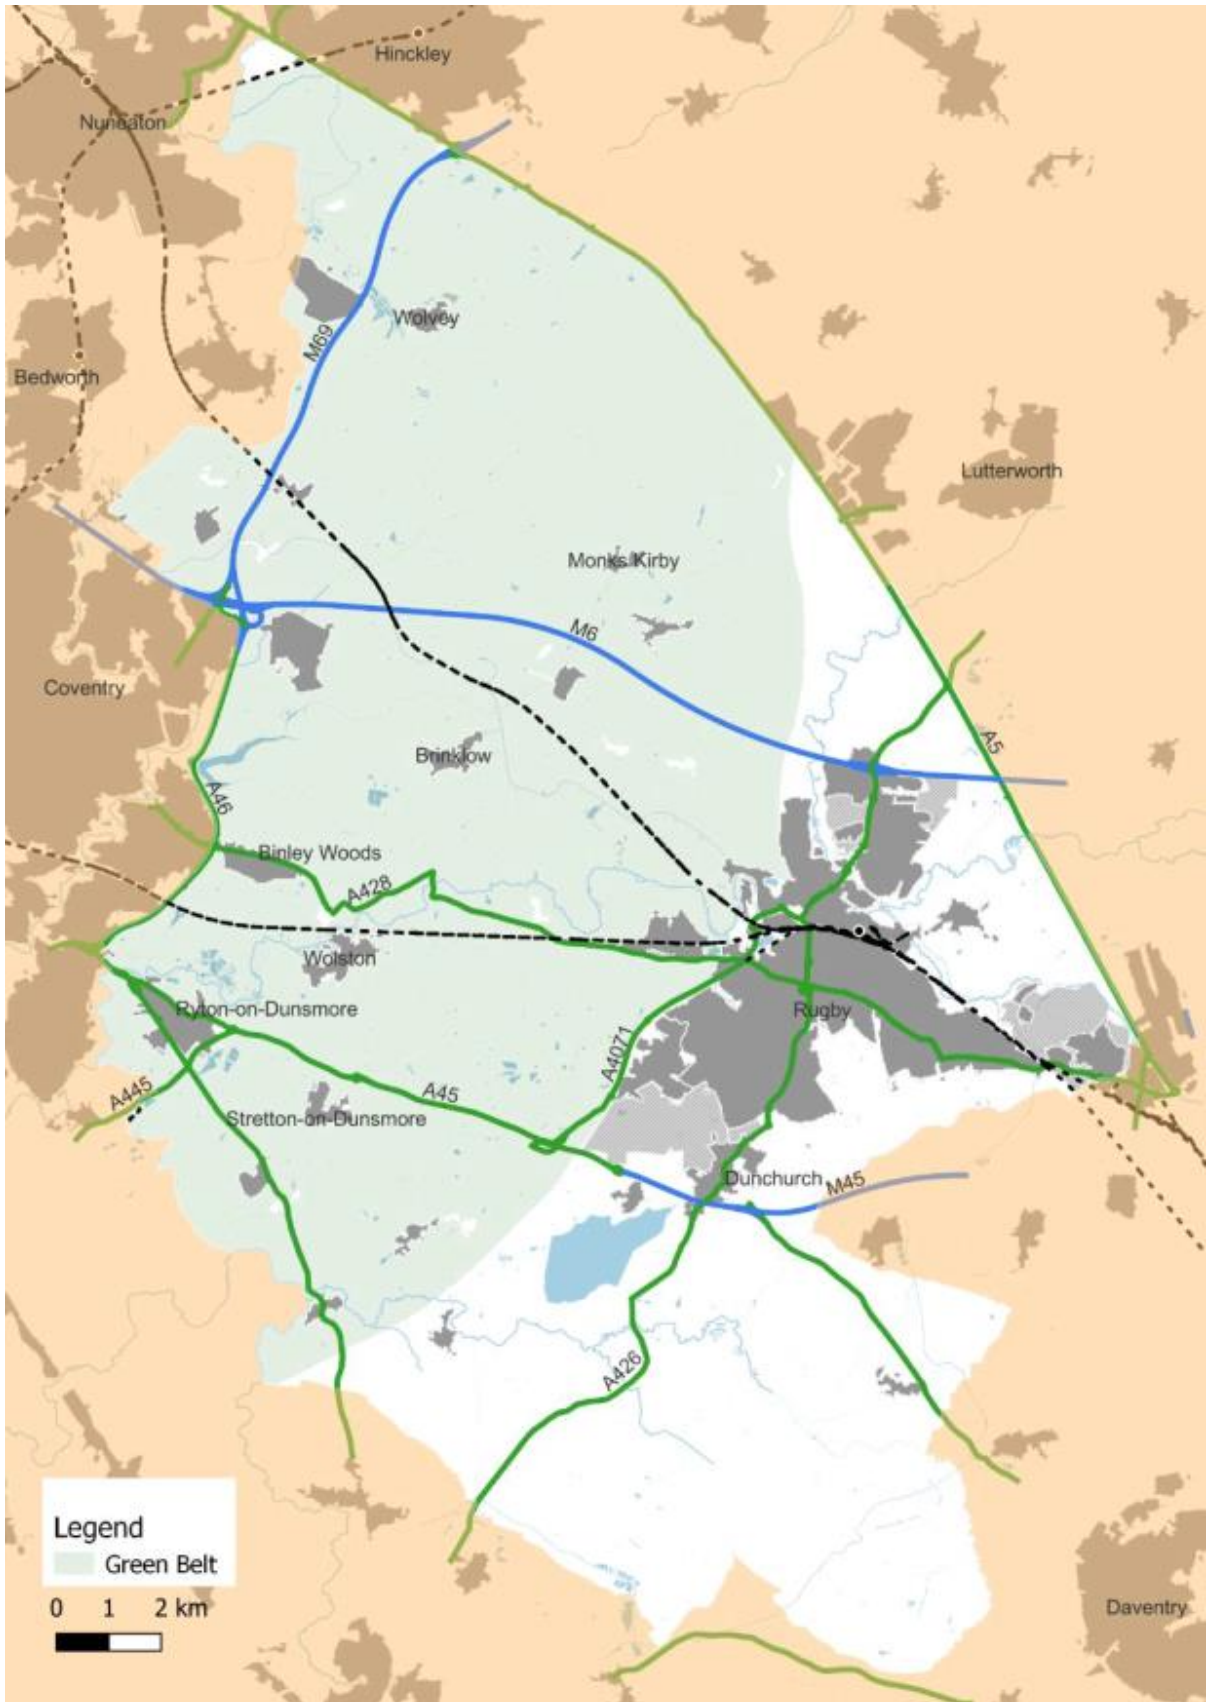 Hinckley
Nuneaton
Wolvey
M69
Bedworth
Lutterworth
Monks Kirby
M6
Coventry
A5
Brinklow
A46
Binley Woods
A428
Wolston
Ryton-on-Dunsmore
Rugby
A4071
A445
A45
Stretton-on-Dunsmore
Dunchurch
M45
A426
Legend
Green Belt
0 1 2 km
Daventry